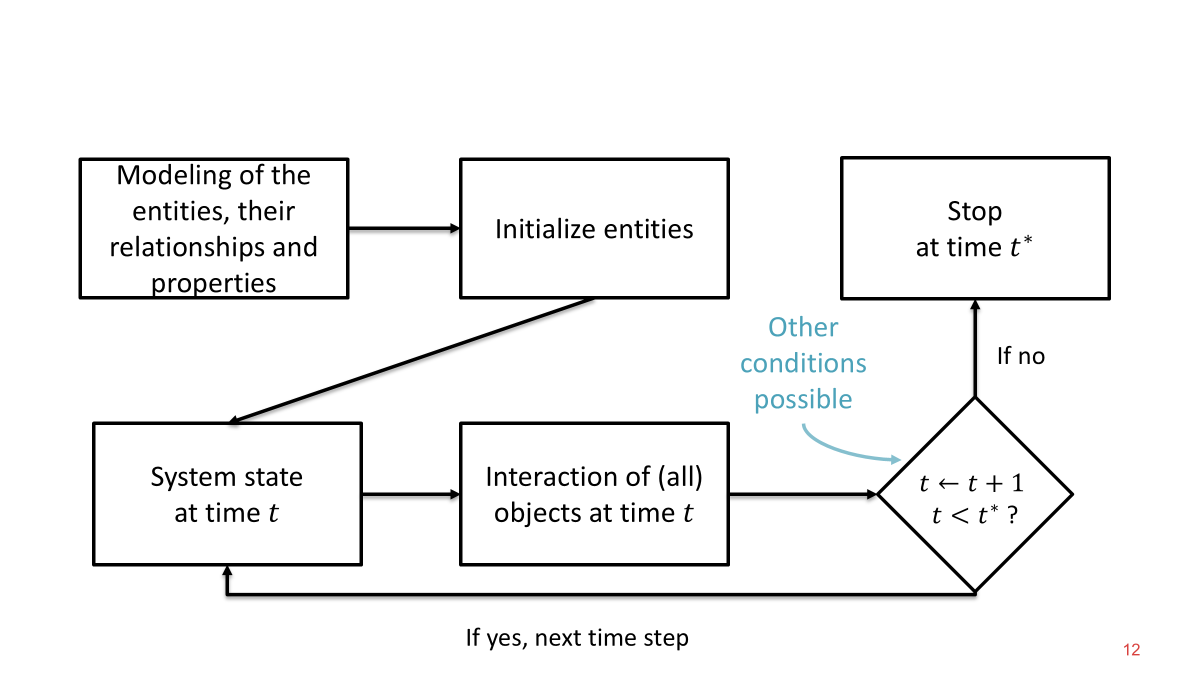 Modeling of the
entities, their
relationships and
properties
Initialize entities
Stop
at time t*
Other
conditions
possible
If no
System state
at time t
Interaction of (all)
objects at time t
t ← t + 1
t < t* ?
If yes, next time step
12